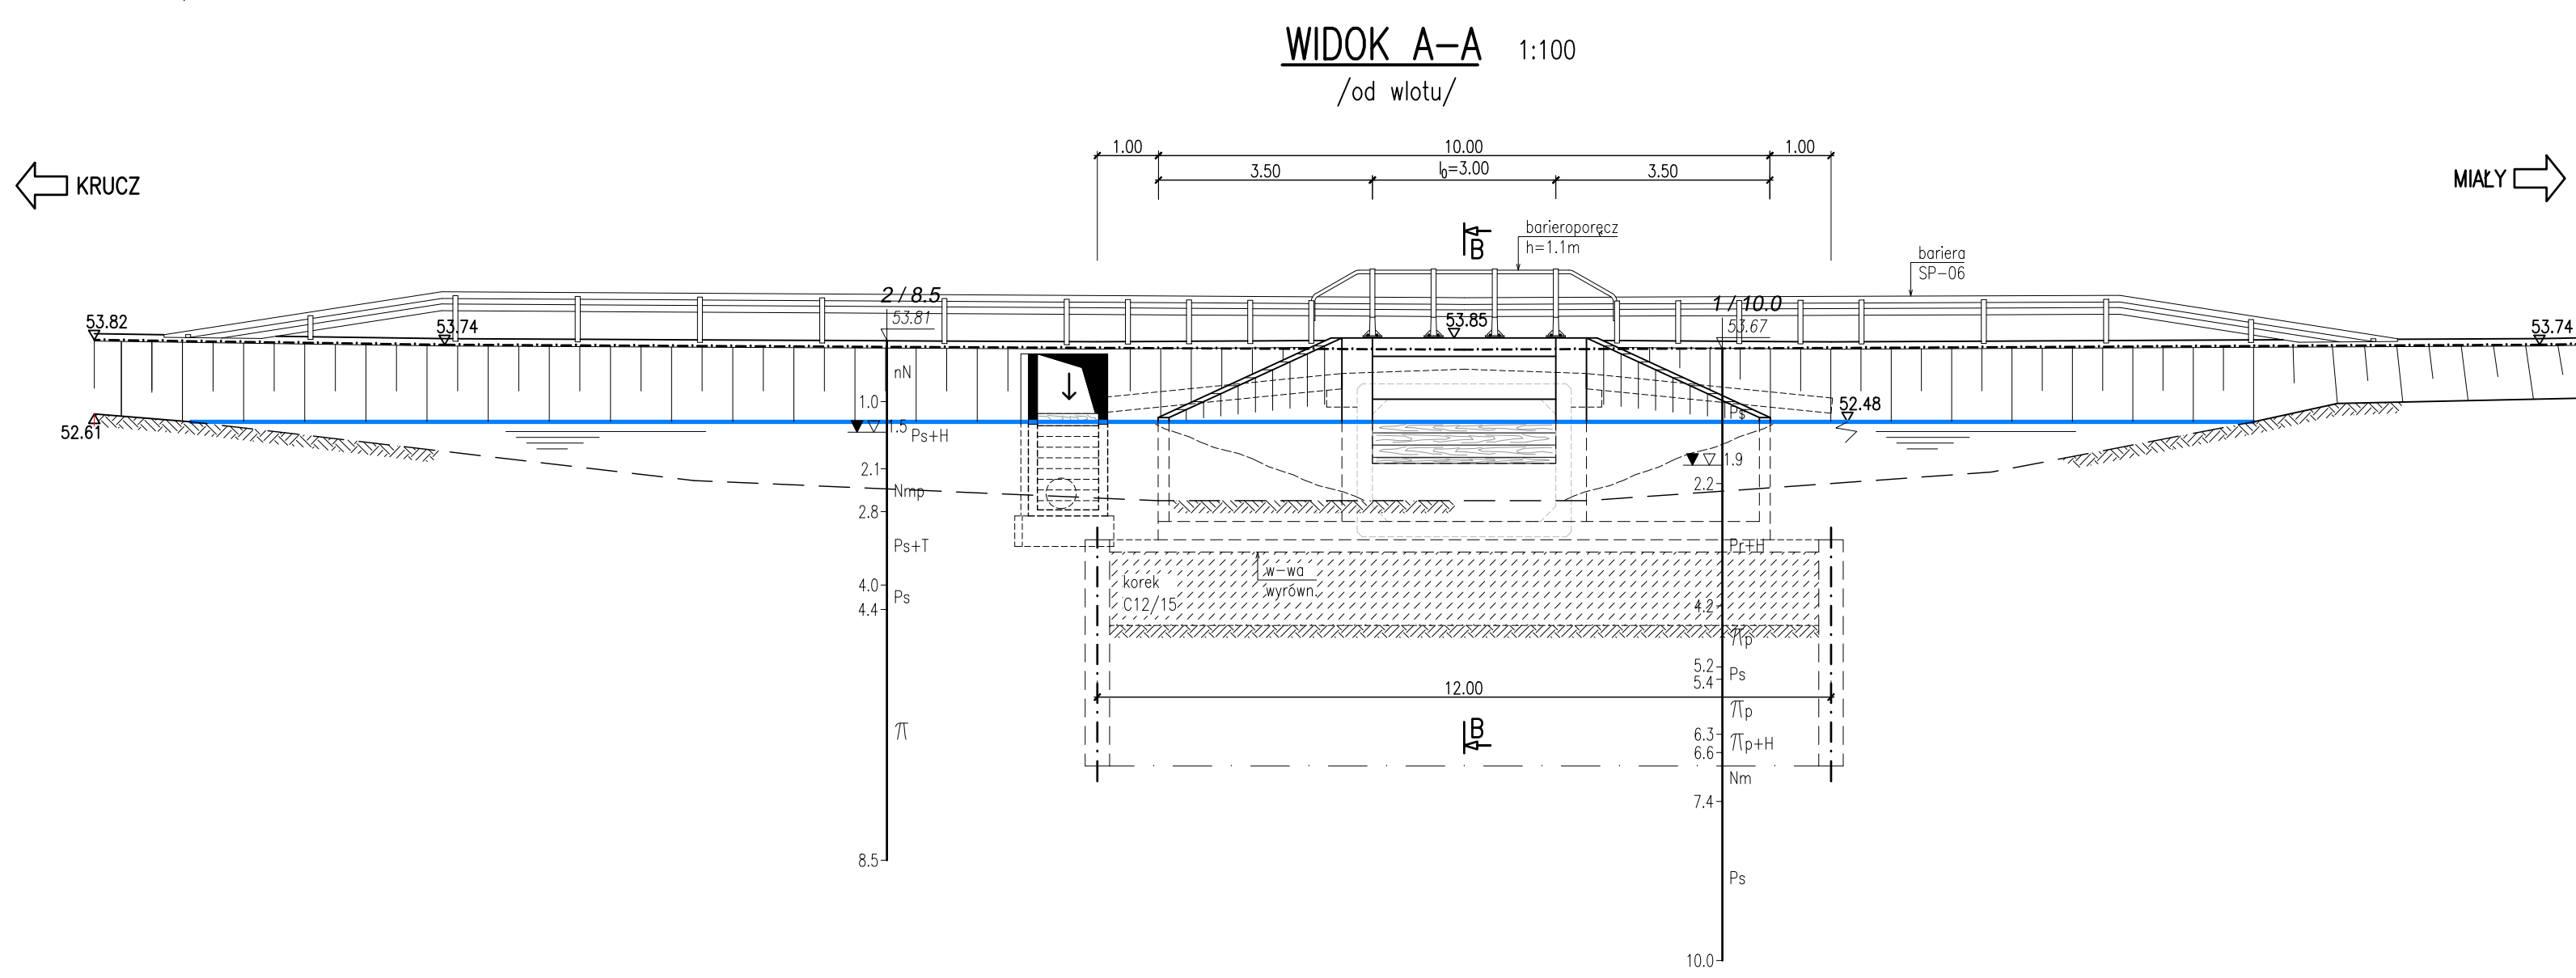 WIDOK A-A 1:100
/od wlotu/
1.00 10.00 1.00
3.50 l₀=3.00 3.50
KRUCZ
MIAŁY
B
barieroporęcz
h=1.1m
bariera
SP-06
2 / 8.5
53.81
1 / 10.0
53.67
53.82
53.74
53.85
53.74
52.61
52.48
nN
1.0
1.5
Ps+H
2.1
Nmp
2.8
Ps+T
4.0
Ps
4.4
π
8.5
Ps
1.9
2.2
Pr+H
4.2
πp
5.2
Ps
5.4
πp
6.3
πp+H
6.6
Nm
7.4
Ps
10.0
korek
C12/15
w-wa
wyrówn.
12.00
B